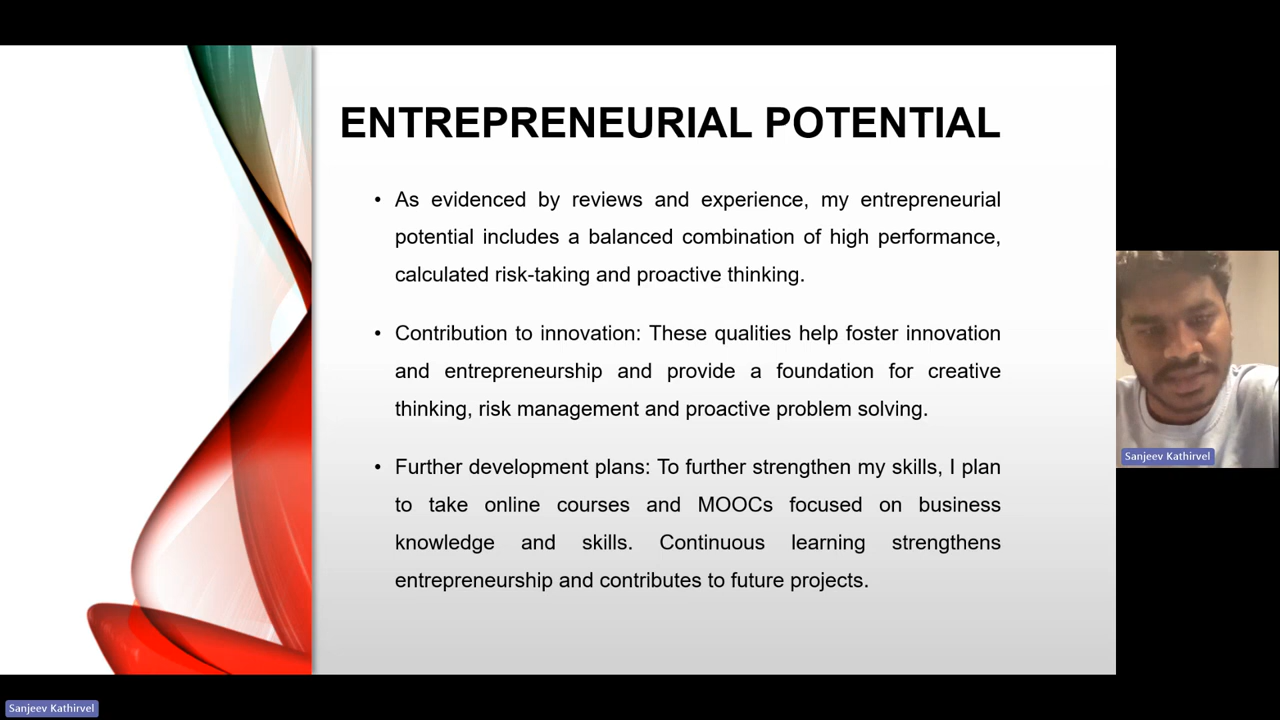 ENTREPRENEURIAL POTENTIAL
• As evidenced by reviews and experience, my entrepreneurial
potential includes a balanced combination of high performance,
calculated risk-taking and proactive thinking.
• Contribution to innovation: These qualities help foster innovation
and entrepreneurship and provide a foundation for creative
thinking, risk management and proactive problem solving.
• Further development plans: To further strengthen my skills, I plan
to take online courses and MOOCs focused on business
knowledge and skills. Continuous learning strengthens
entrepreneurship and contributes to future projects.
Sanjeev Kathirvel
Sanjeev Kathirvel